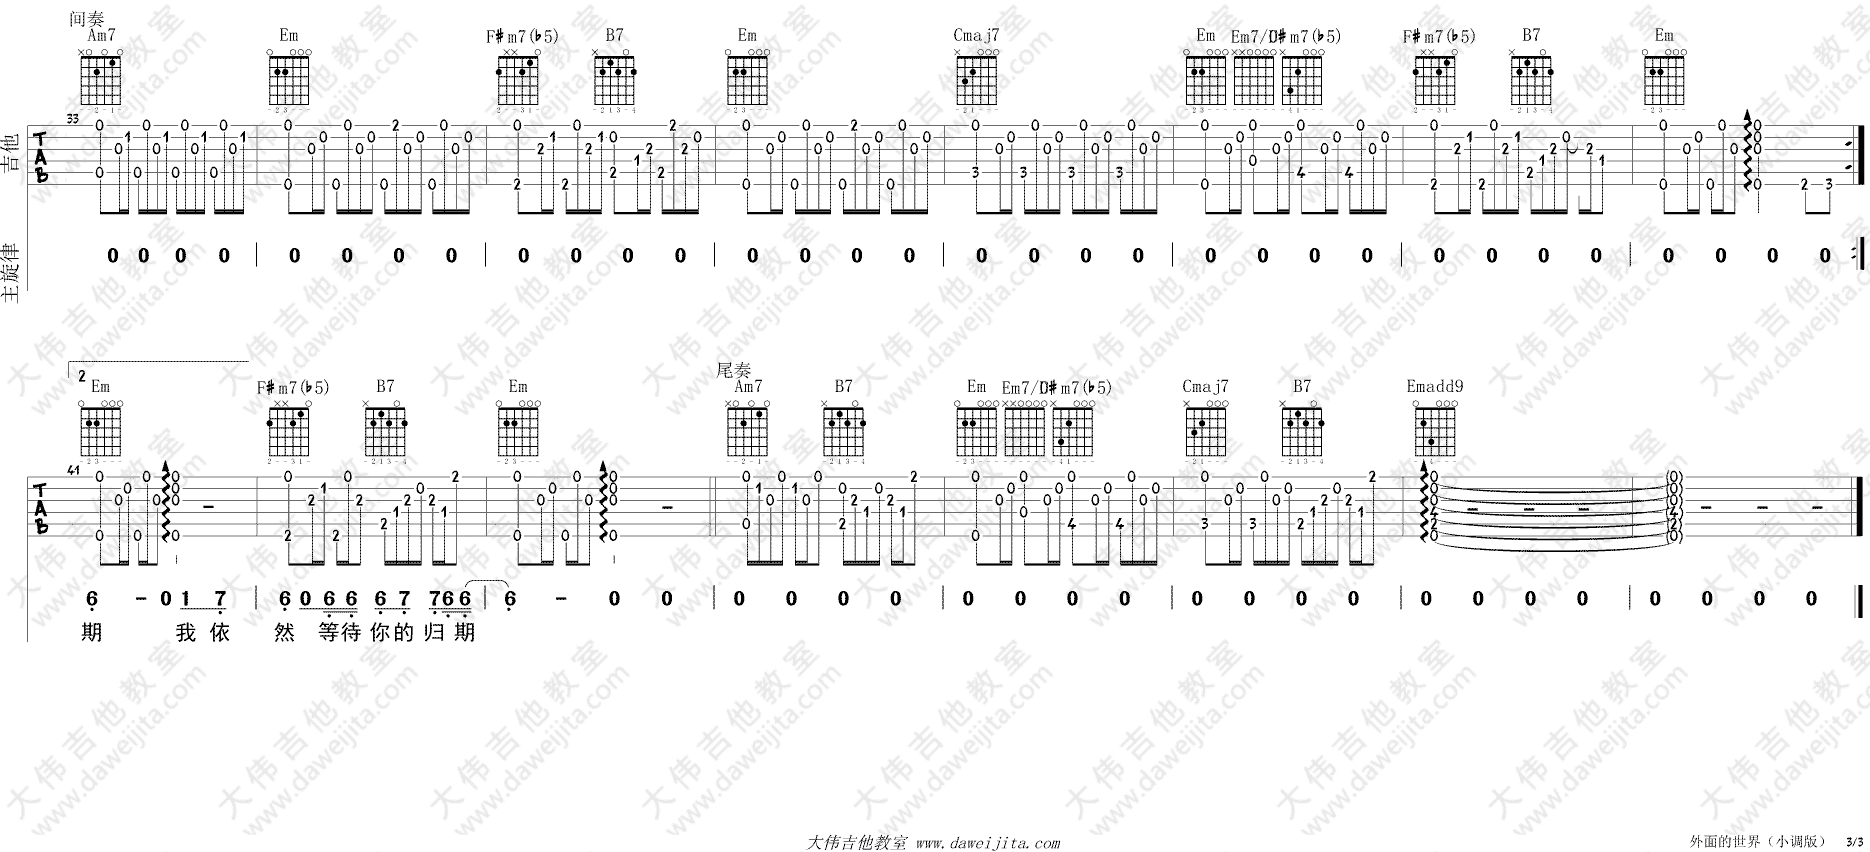 间奏
Am7 Em F#m7(b5) B7 Em Cmaj7 Em Em7/D C#m7(b5) F#m7(b5) B7 Em
33
吉他
TAB
主旋律
0 0 0 0 | 0 0 0 0 | 0 0 0 0 | 0 0 0 0 | 0 0 0 0 | 0 0 0 0 | 0 0 0 0 | 0 0 0 0
2
尾奏
Em F#m7(b5) B7 Em Am7 B7 Em Em7/D C#m7(b5) Cmaj7 B7 Emadd9
41
TAB
6 - 0 1 7 | 6 0 6 6 6 7 7 6 6 | 6 - 0 0 | 0 0 0 0 | 0 0 0 0 | 0 0 0 0 | 0 0 0 0 | 0 0 0 0
期 我 依 然 等待 你 的 归 期
大伟吉他教室 www.daweijita.com
外面的世界（小调版） 3/3